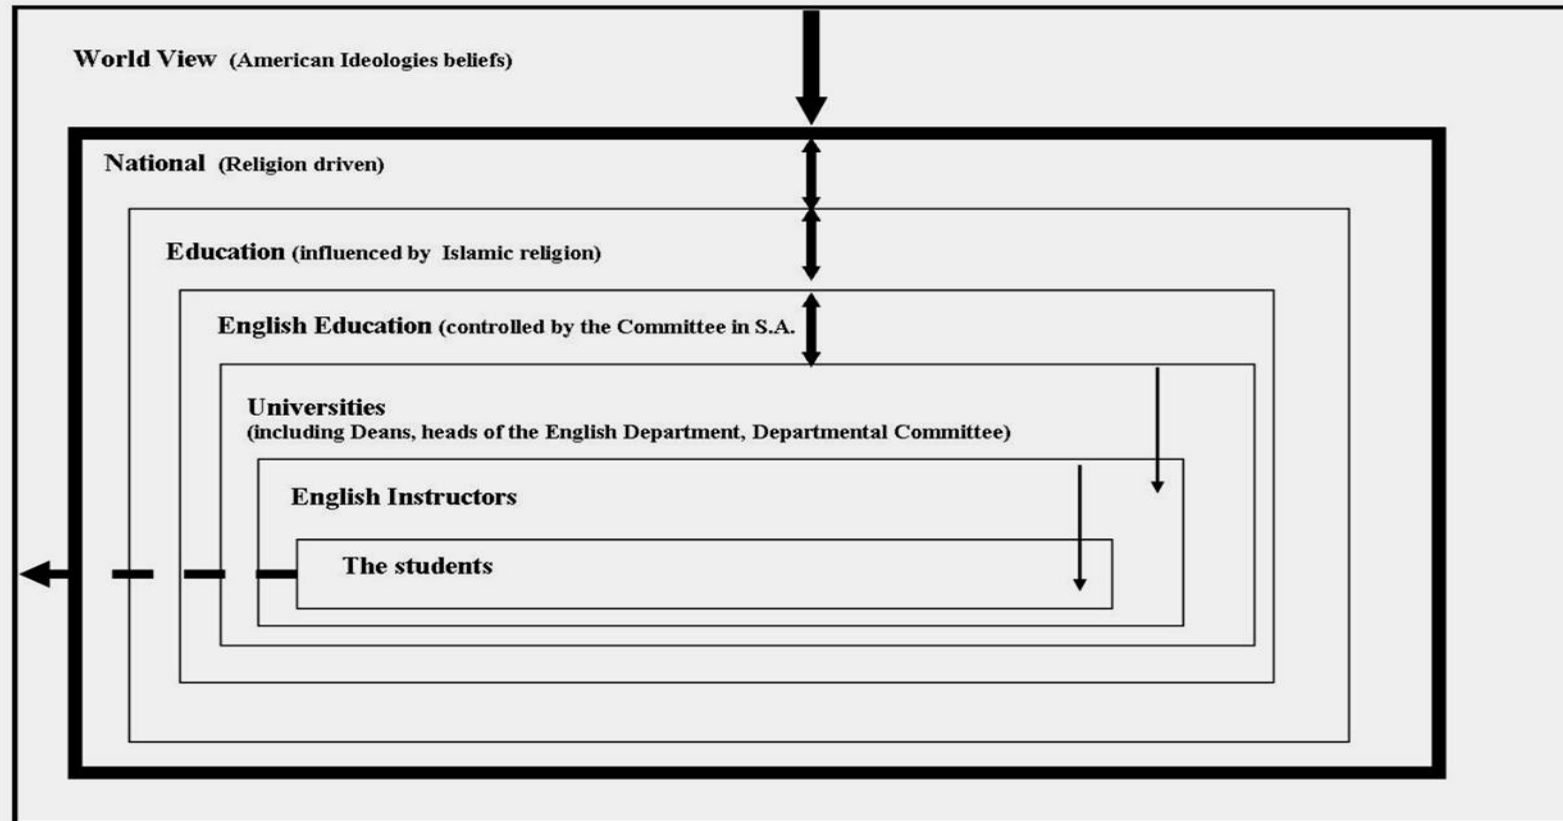 World View (American Ideologies beliefs)
National (Religion driven)
Education (influenced by Islamic religion)
English Education (controlled by the Committee in S.A.
Universities
(including Deans, heads of the English Department, Departmental Committee)
English Instructors
The students